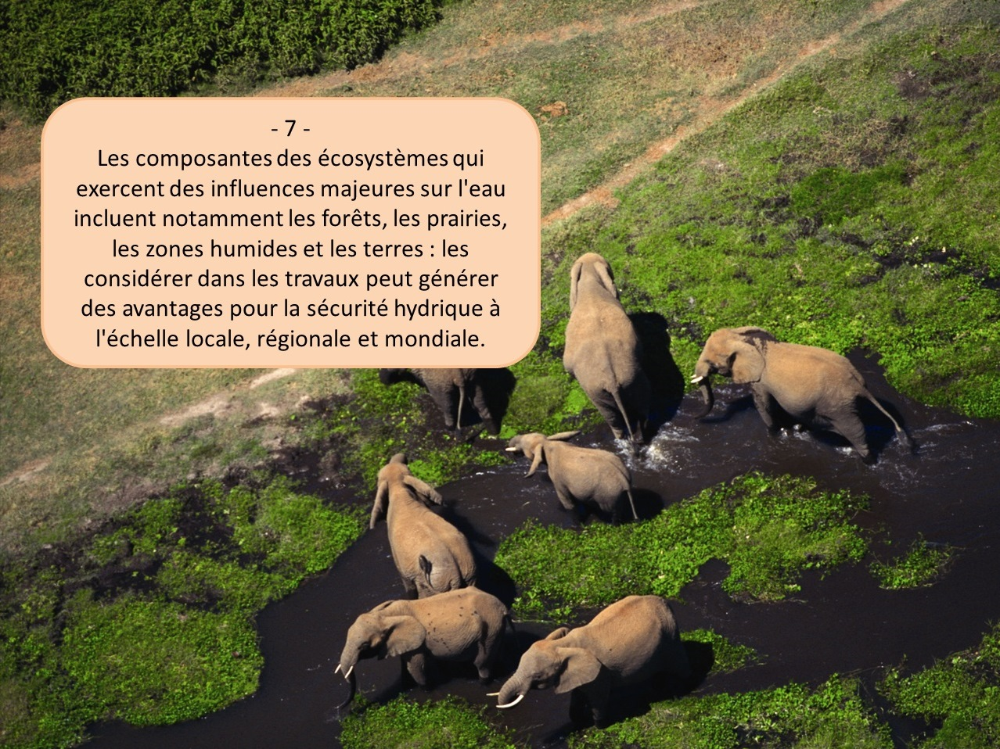 - 7 -
Les composantes des écosystèmes qui
exercent des influences majeures sur l'eau
incluent notamment les forêts, les prairies,
les zones humides et les terres : les
considérer dans les travaux peut générer
des avantages pour la sécurité hydrique à
l'échelle locale, régionale et mondiale.